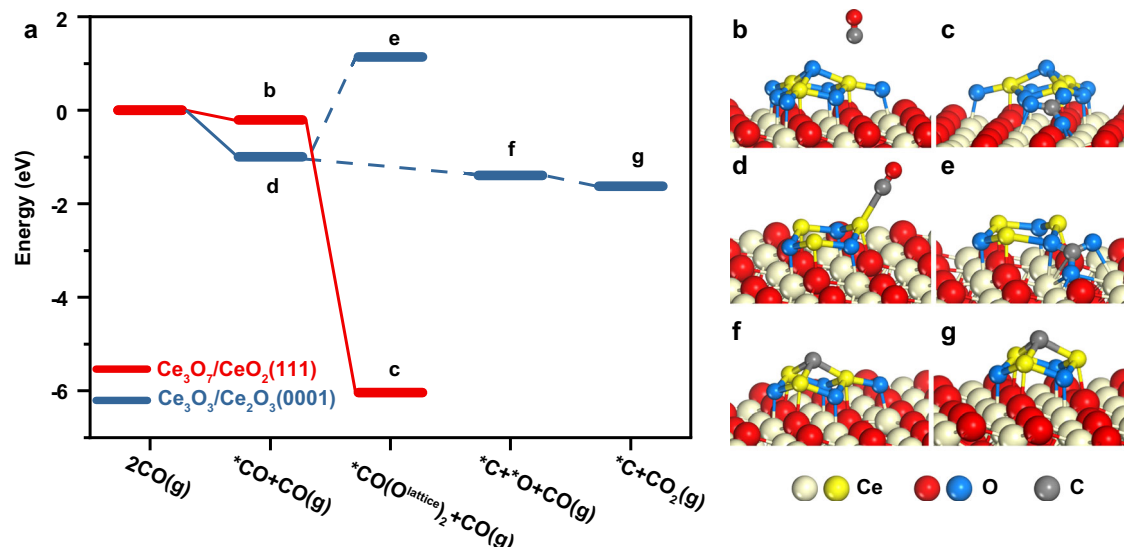 a
2
0
-2
-4
-6
Energy (eV)
b
d
e
f
g
c
Ce₃O₇/CeO₂(111)
Ce₃O₃/Ce₂O₃(0001)
2CO(g)
*CO+CO(g)
*CO(Oˡᵃᵗᵗⁱᶜᵉ)₂+CO(g)
*C+*O+CO(g)
*C+CO₂(g)
b
c
d
e
f
g
Ce
O
C